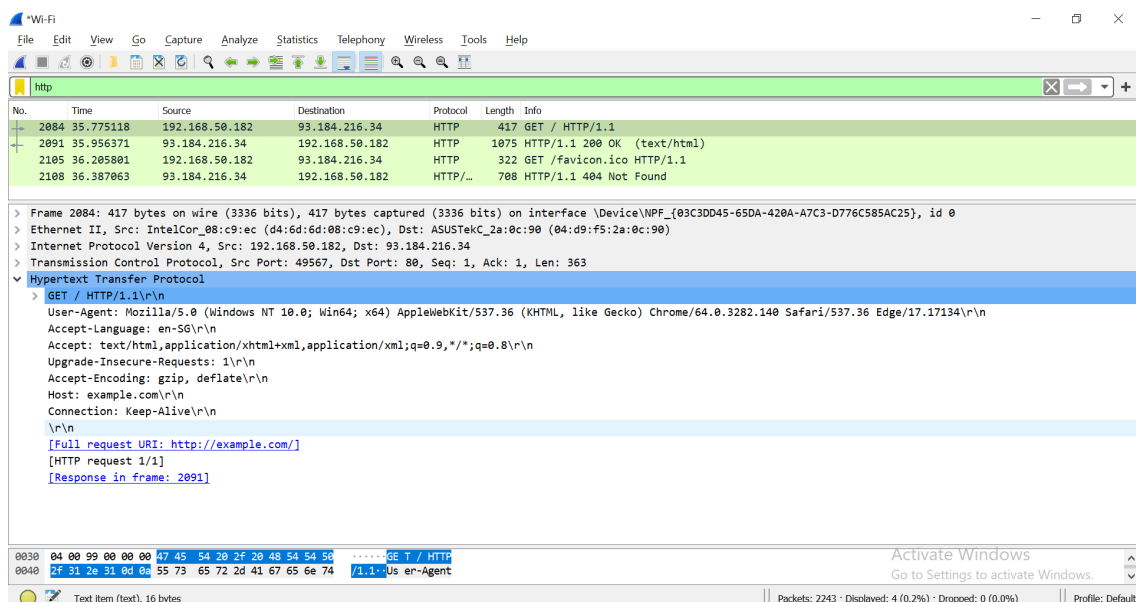 *Wi-Fi
File Edit View Go Capture Analyze Statistics Telephony Wireless Tools Help
http
No. Time Source Destination Protocol Length Info
2084 35.775118 192.168.50.182 93.184.216.34 HTTP 417 GET / HTTP/1.1
2091 35.956371 93.184.216.34 192.168.50.182 HTTP 1075 HTTP/1.1 200 OK (text/html)
2105 36.205801 192.168.50.182 93.184.216.34 HTTP 322 GET /favicon.ico HTTP/1.1
2108 36.387063 93.184.216.34 192.168.50.182 HTTP/… 708 HTTP/1.1 404 Not Found
Frame 2084: 417 bytes on wire (3336 bits), 417 bytes captured (3336 bits) on interface \Device\NPF_{03C3DD45-65DA-420A-A7C3-D776C585AC25}, id 0
Ethernet II, Src: IntelCor_08:c9:ec (d4:6d:6d:08:c9:ec), Dst: ASUSTekC_2a:0c:90 (04:d9:f5:2a:0c:90)
Internet Protocol Version 4, Src: 192.168.50.182, Dst: 93.184.216.34
Transmission Control Protocol, Src Port: 49567, Dst Port: 80, Seq: 1, Ack: 1, Len: 363
Hypertext Transfer Protocol
GET / HTTP/1.1\r\n
User-Agent: Mozilla/5.0 (Windows NT 10.0; Win64; x64) AppleWebKit/537.36 (KHTML, like Gecko) Chrome/64.0.3282.140 Safari/537.36 Edge/17.17134\r\n
Accept-Language: en-SG\r\n
Accept: text/html,application/xhtml+xml,application/xml;q=0.9,*/*;q=0.8\r\n
Upgrade-Insecure-Requests: 1\r\n
Accept-Encoding: gzip, deflate\r\n
Host: example.com\r\n
Connection: Keep-Alive\r\n
\r\n
[Full request URI: http://example.com/]
[HTTP request 1/1]
[Response in frame: 2091]
0030 04 00 99 00 00 00 47 45 54 20 2f 20 48 54 54 50 ······GE T / HTTP
0040 2f 31 2e 31 0d 0a 55 73 65 72 2d 41 67 65 6e 74 /1.1··Us er-Agent
Activate Windows
Go to Settings to activate Windows.
Text item (text), 16 bytes Packets: 2243 · Displayed: 4 (0.2%) · Dropped: 0 (0.0%) Profile: Default